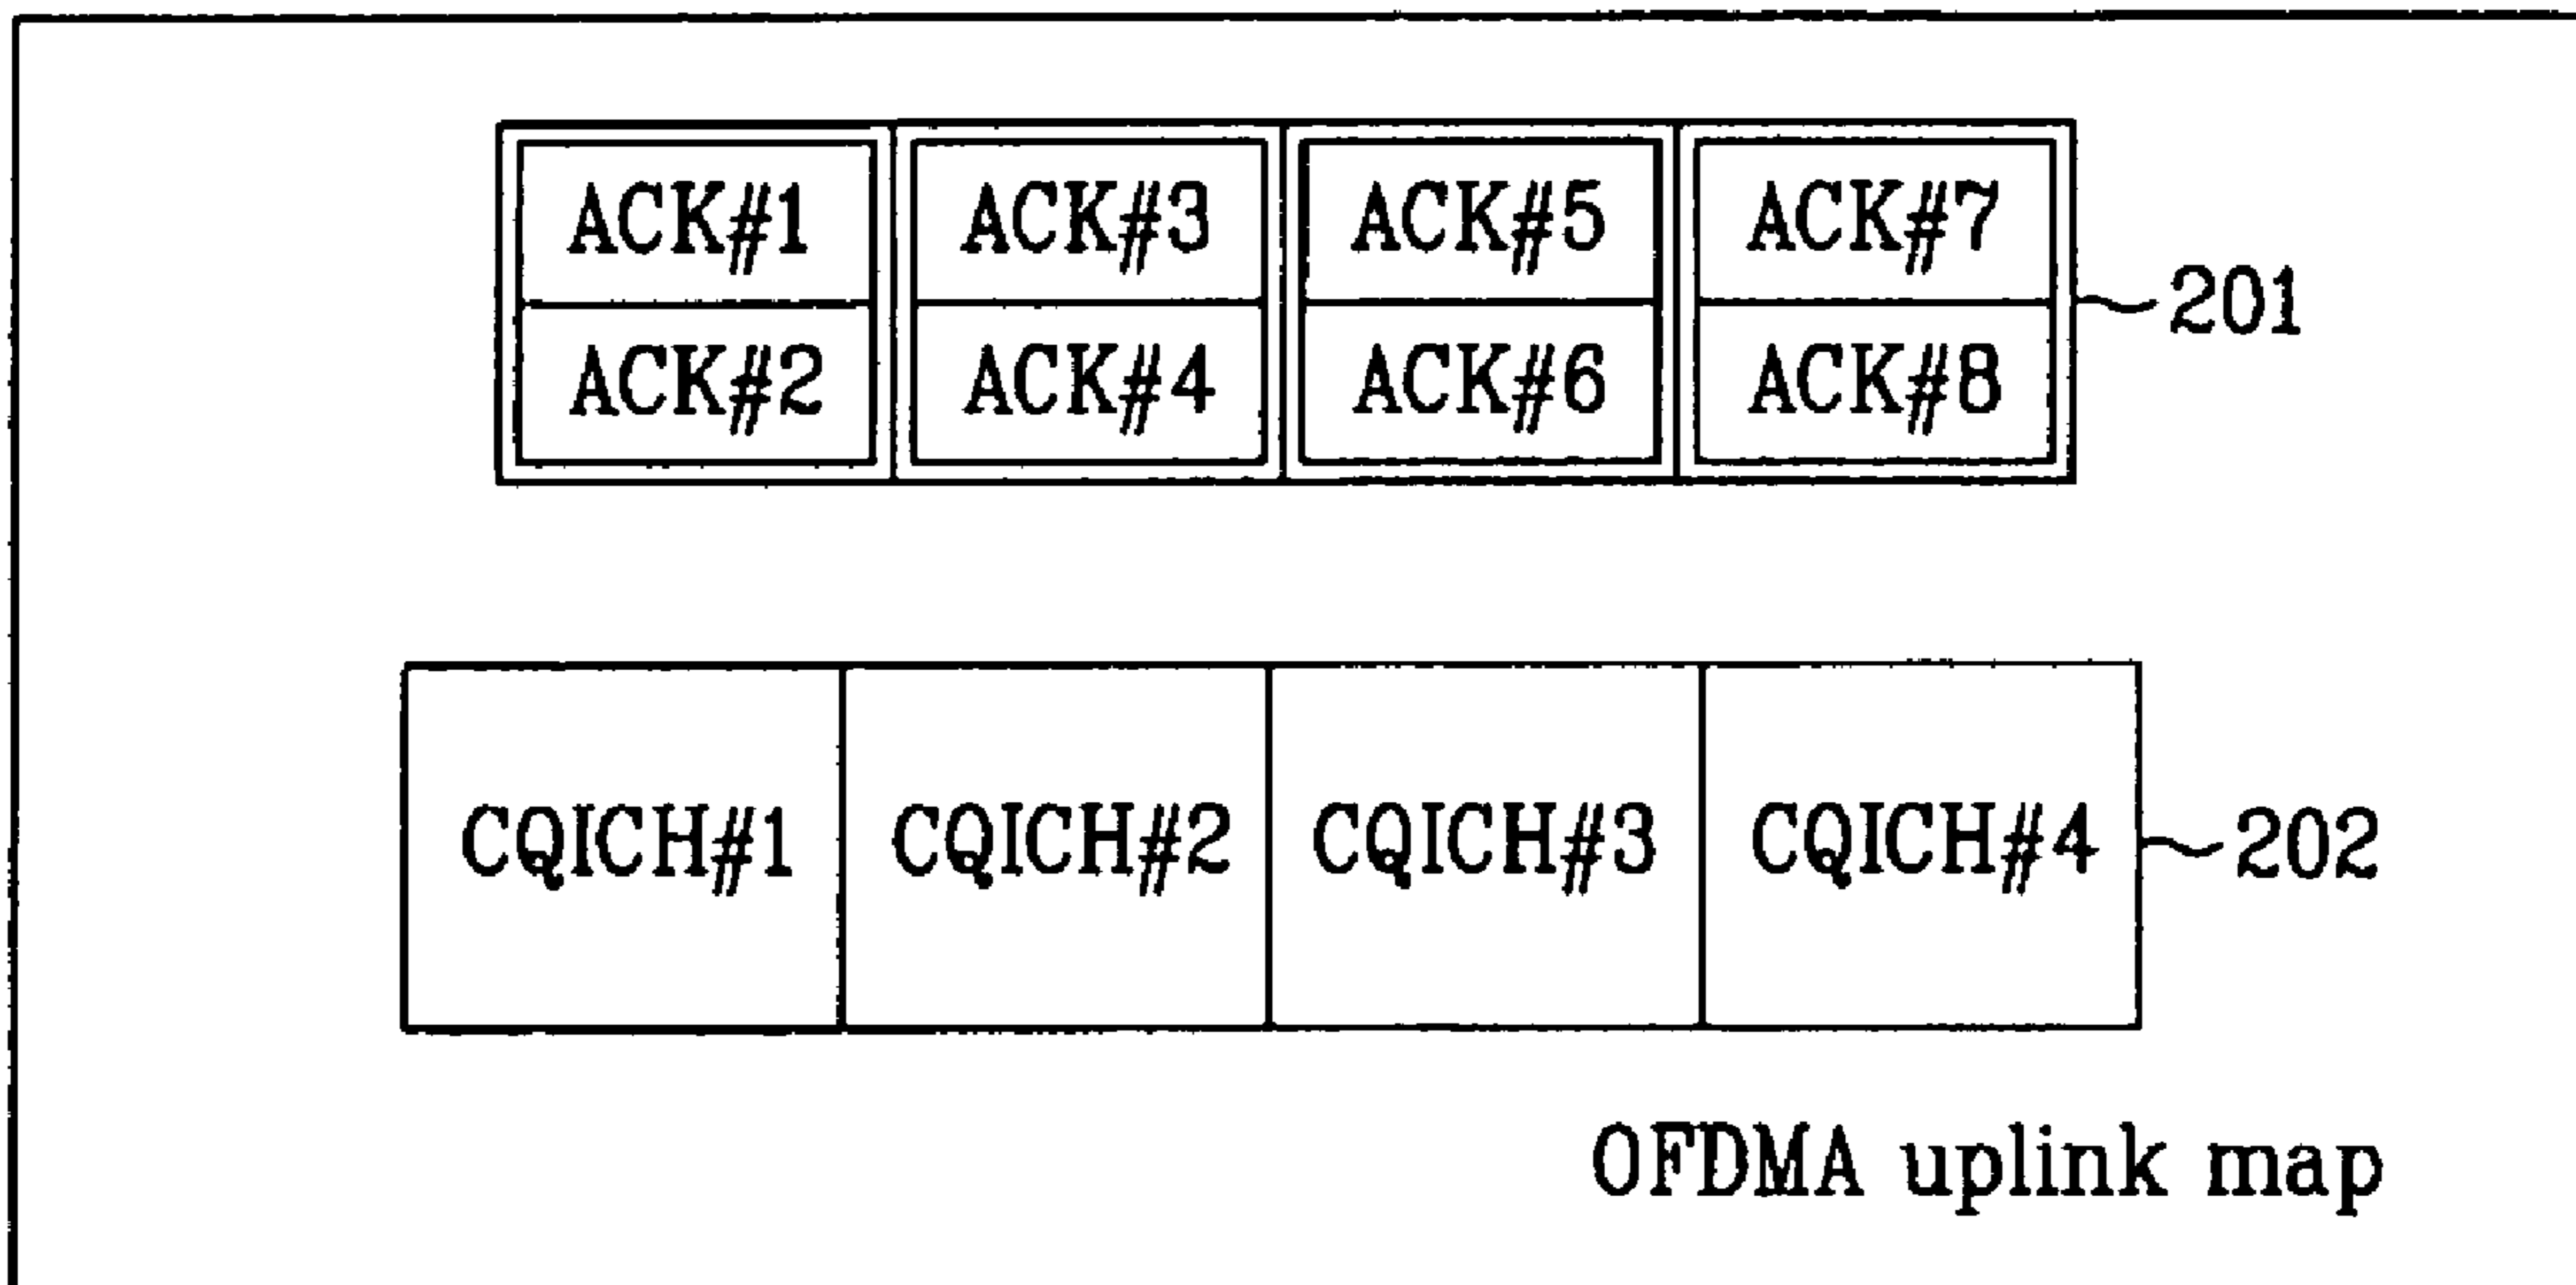 ACK#1 ACK#3 ACK#5 ACK#7
201
ACK#2 ACK#4 ACK#6 ACK#8
CQICH#1 CQICH#2 CQICH#3 CQICH#4 202
OFDMA uplink map